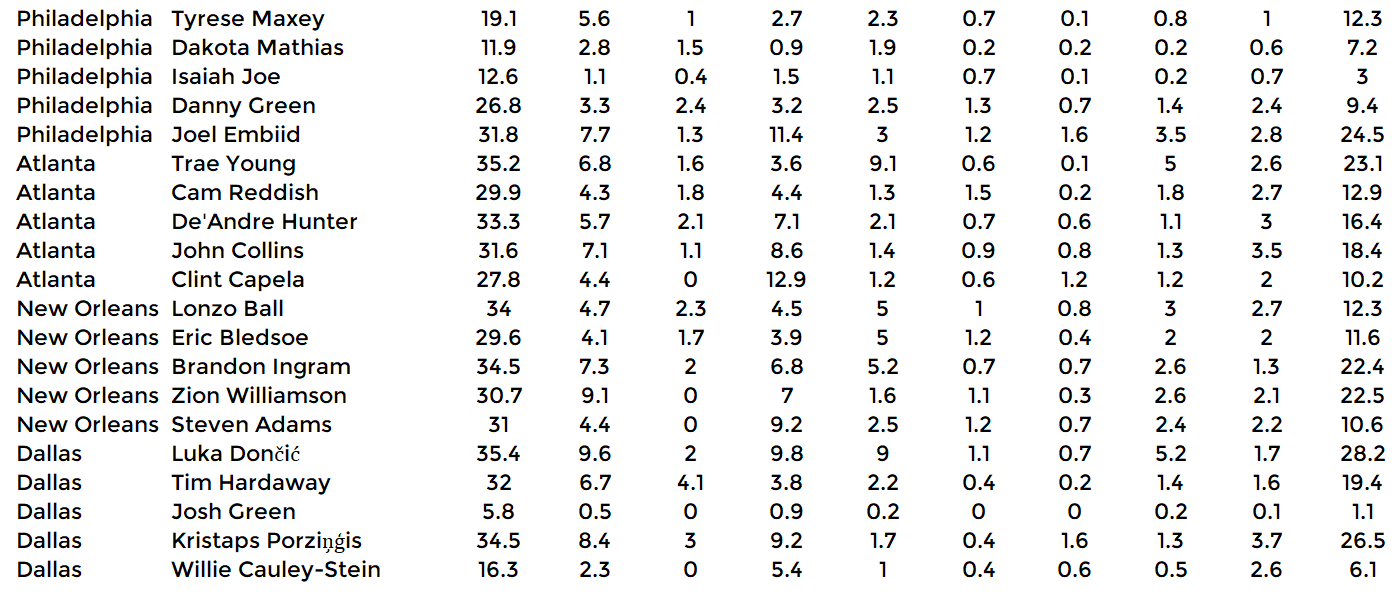 Philadelphia Tyrese Maxey 19.1 5.6 1 2.7 2.3 0.7 0.1 0.8 1 12.3
Philadelphia Dakota Mathias 11.9 2.8 1.5 0.9 1.9 0.2 0.2 0.2 0.6 7.2
Philadelphia Isaiah Joe 12.6 1.1 0.4 1.5 1.1 0.7 0.1 0.2 0.7 3
Philadelphia Danny Green 26.8 3.3 2.4 3.2 2.5 1.3 0.7 1.4 2.4 9.4
Philadelphia Joel Embiid 31.8 7.7 1.3 11.4 3 1.2 1.6 3.5 2.8 24.5
Atlanta Trae Young 35.2 6.8 1.6 3.6 9.1 0.6 0.1 5 2.6 23.1
Atlanta Cam Reddish 29.9 4.3 1.8 4.4 1.3 1.5 0.2 1.8 2.7 12.9
Atlanta De'Andre Hunter 33.3 5.7 2.1 7.1 2.1 0.7 0.6 1.1 3 16.4
Atlanta John Collins 31.6 7.1 1.1 8.6 1.4 0.9 0.8 1.3 3.5 18.4
Atlanta Clint Capela 27.8 4.4 0 12.9 1.2 0.6 1.2 1.2 2 10.2
New Orleans Lonzo Ball 34 4.7 2.3 4.5 5 1 0.8 3 2.7 12.3
New Orleans Eric Bledsoe 29.6 4.1 1.7 3.9 5 1.2 0.4 2 2 11.6
New Orleans Brandon Ingram 34.5 7.3 2 6.8 5.2 0.7 0.7 2.6 1.3 22.4
New Orleans Zion Williamson 30.7 9.1 0 7 1.6 1.1 0.3 2.6 2.1 22.5
New Orleans Steven Adams 31 4.4 0 9.2 2.5 1.2 0.7 2.4 2.2 10.6
Dallas Luka Dončić 35.4 9.6 2 9.8 9 1.1 0.7 5.2 1.7 28.2
Dallas Tim Hardaway 32 6.7 4.1 3.8 2.2 0.4 0.2 1.4 1.6 19.4
Dallas Josh Green 5.8 0.5 0 0.9 0.2 0 0 0.2 0.1 1.1
Dallas Kristaps Porziņģis 34.5 8.4 3 9.2 1.7 0.4 1.6 1.3 3.7 26.5
Dallas Willie Cauley-Stein 16.3 2.3 0 5.4 1 0.4 0.6 0.5 2.6 6.1